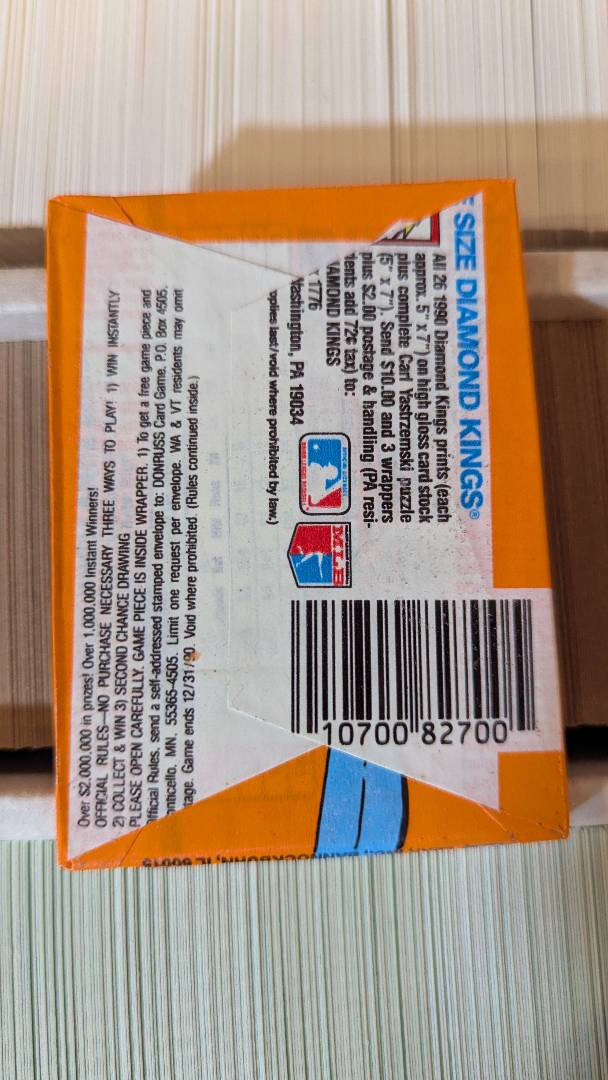 SIZE DIAMOND KINGS®
All 26 1990 Diamond Kings prints (each
approx. 5" x 7") on high gloss card stock
plus complete Carl Yastrzemski puzzle
(5" x 7"). Send $10.00 and 3 wrappers
plus $2.00 postage & handling (PA resi-
dents add 72¢ tax) to:
IAMOND KINGS
1776
Washington, PA 19034
pplies last/void where prohibited by law.)
MLB
10700 82700
Over $2,000,000 in prizes! Over 1,000,000 Instant Winners!
OFFICIAL RULES—NO PURCHASE NECESSARY THREE WAYS TO PLAY! 1) WIN INSTANTLY
2) COLLECT & WIN 3) SECOND CHANCE DRAWING
PLEASE OPEN CAREFULLY. GAME PIECE IS INSIDE WRAPPER. 1) To get a free game piece and
Official Rules, send a self-addressed stamped envelope to: DONRUSS Card Game, P.O. Box 4505,
onticello, MN. 55365-4505. Limit one request per envelope. WA & VT residents may omit
tage. Game ends 12/31/90. Void where prohibited. (Rules continued inside.)